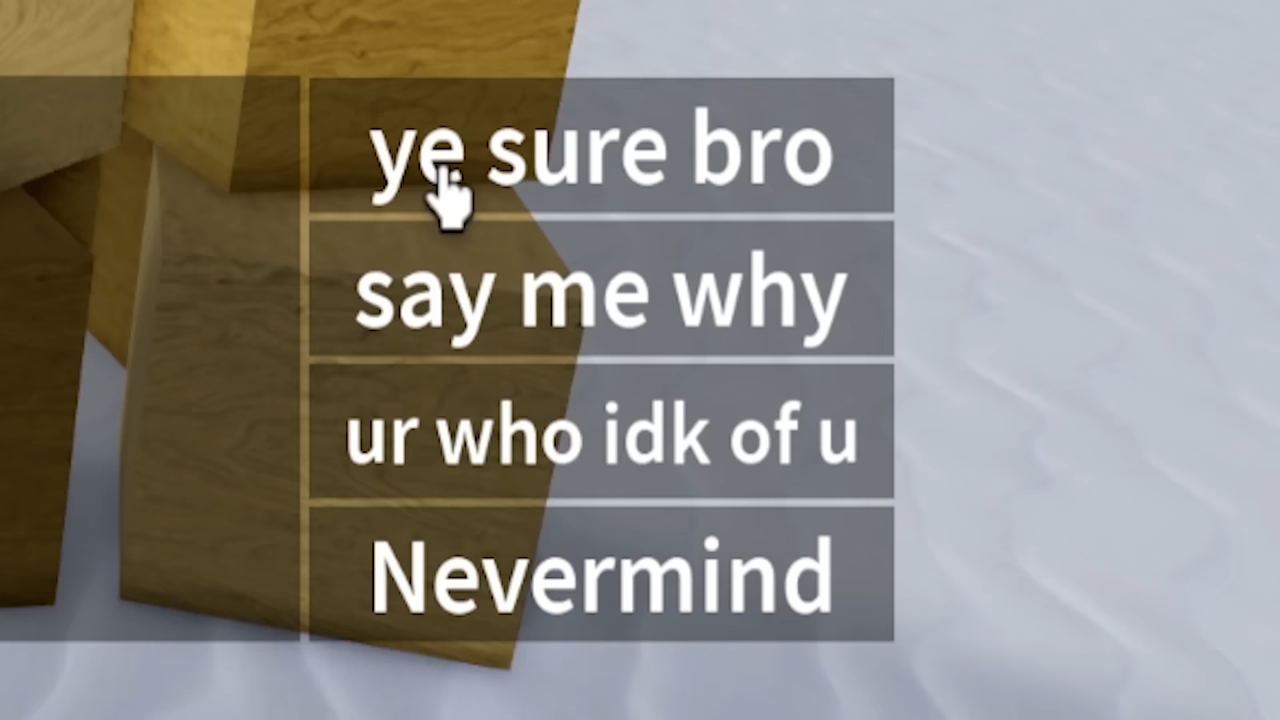 ye sure bro
say me why
ur who idk of u
Nevermind